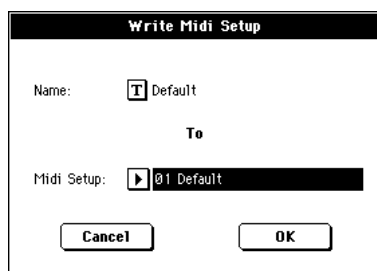 Write Midi Setup
Name: T Default
To
Midi Setup: 01 Default
Cancel OK